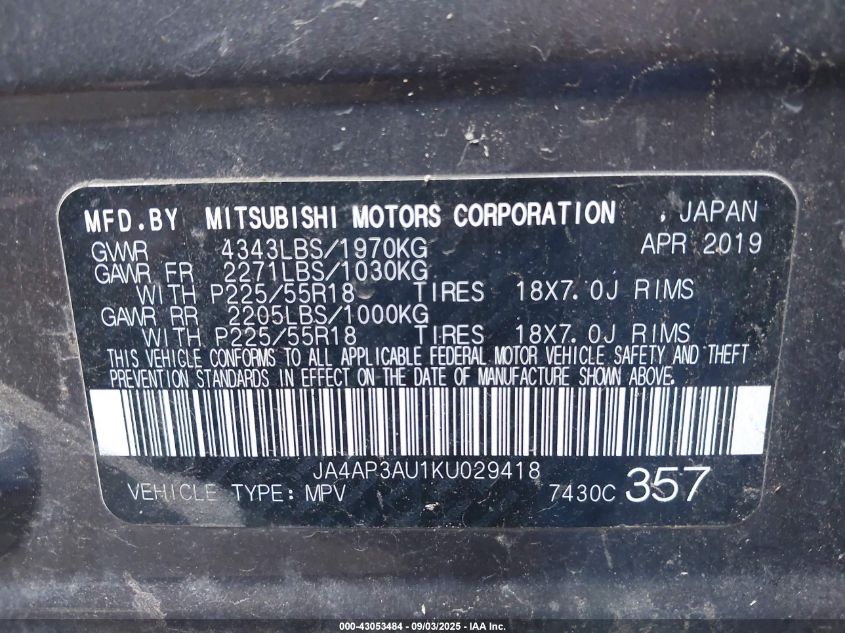 MFD.BY MITSUBISHI MOTORS CORPORATION . JAPAN
GVWR 4343LBS/1970KG APR 2019
GAWR FR 2271LBS/1030KG
WITH P225/55R18 TIRES 18X7.0J RIMS
GAWR RR 2205LBS/1000KG
WITH P225/55R18 TIRES 18X7.0J RIMS
THIS VEHICLE CONFORMS TO ALL APPLICABLE FEDERAL MOTOR VEHICLE SAFETY AND THEFT
PREVENTION STANDARDS IN EFFECT ON THE DATE OF MANUFACTURE SHOWN ABOVE.
JA4AP3AU1KU029418
VEHICLE TYPE: MPV 7430C 357
000-43053484 - 09/03/2025 - IAA Inc.